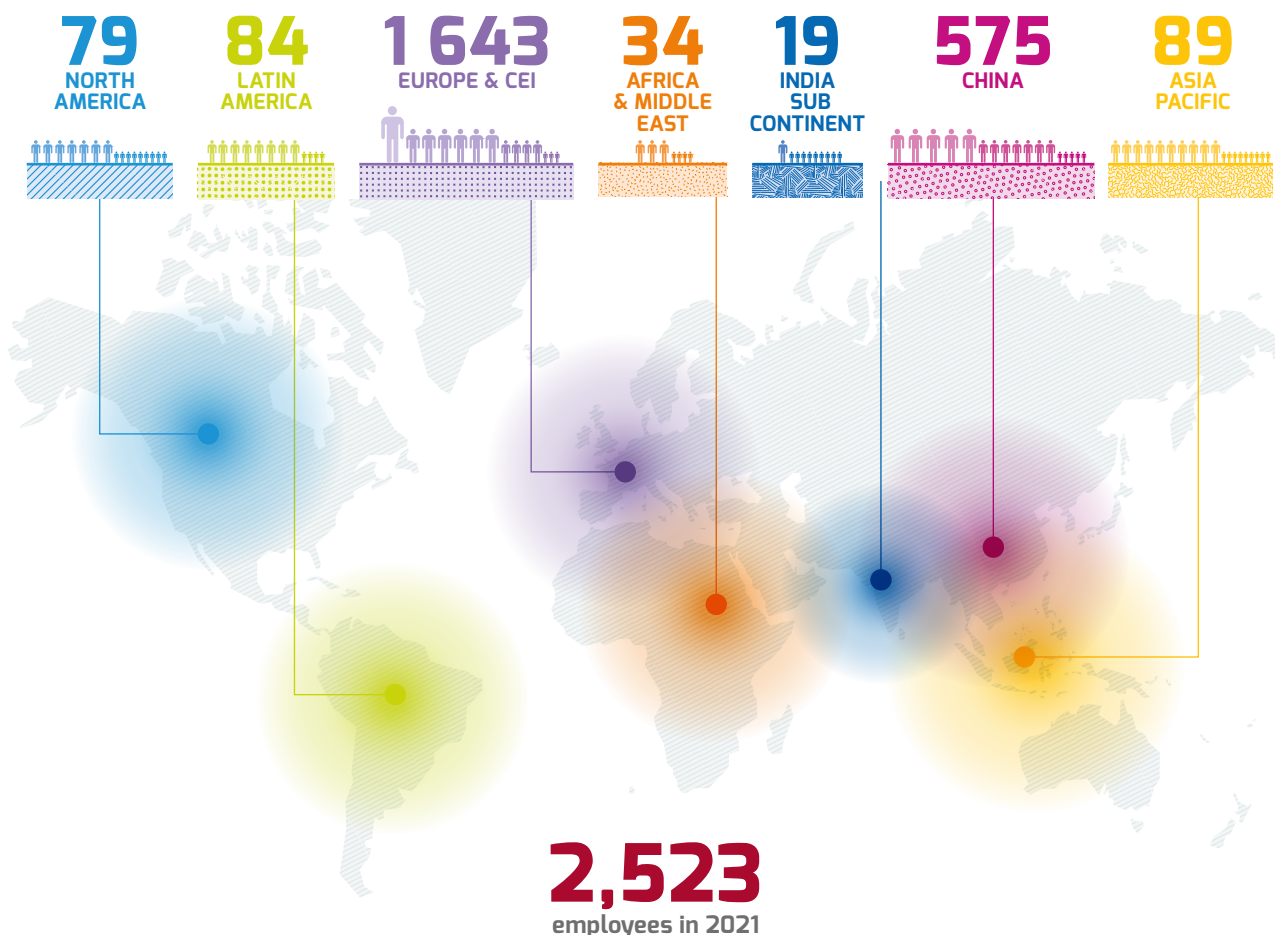 79
NORTH
AMERICA
84
LATIN
AMERICA
1 643
EUROPE & CEI
34
AFRICA
& MIDDLE
EAST
19
INDIA
SUB
CONTINENT
575
CHINA
89
ASIA
PACIFIC
2,523
employees in 2021